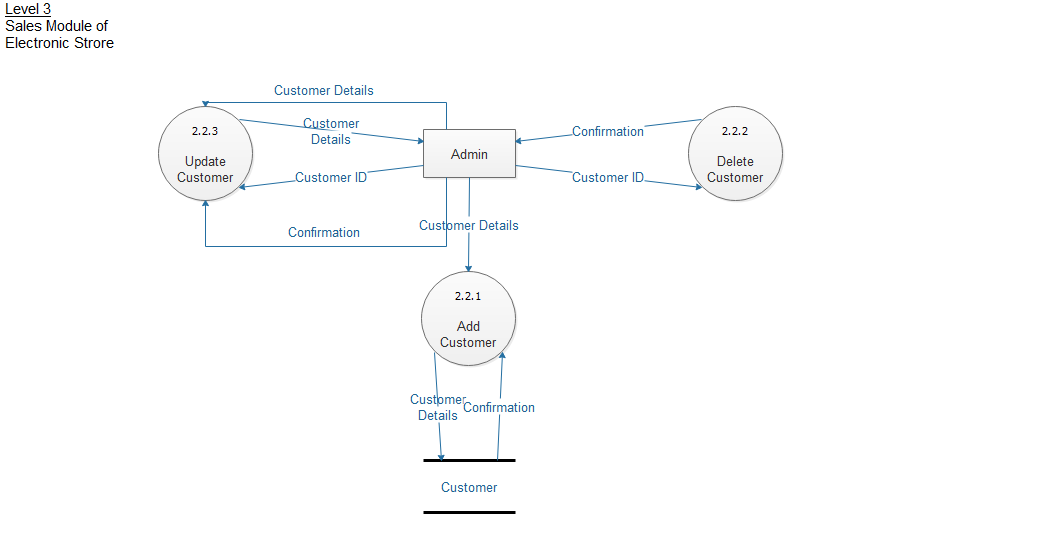 Level 3
Sales Module of
Electronic Strore
Customer Details
2.2.3
Update
Customer
Customer
Details
Customer ID
Confirmation
Admin
Confirmation
Customer ID
2.2.2
Delete
Customer
Customer Details
2.2.1
Add
Customer
Customer
Details
Confirmation
Customer